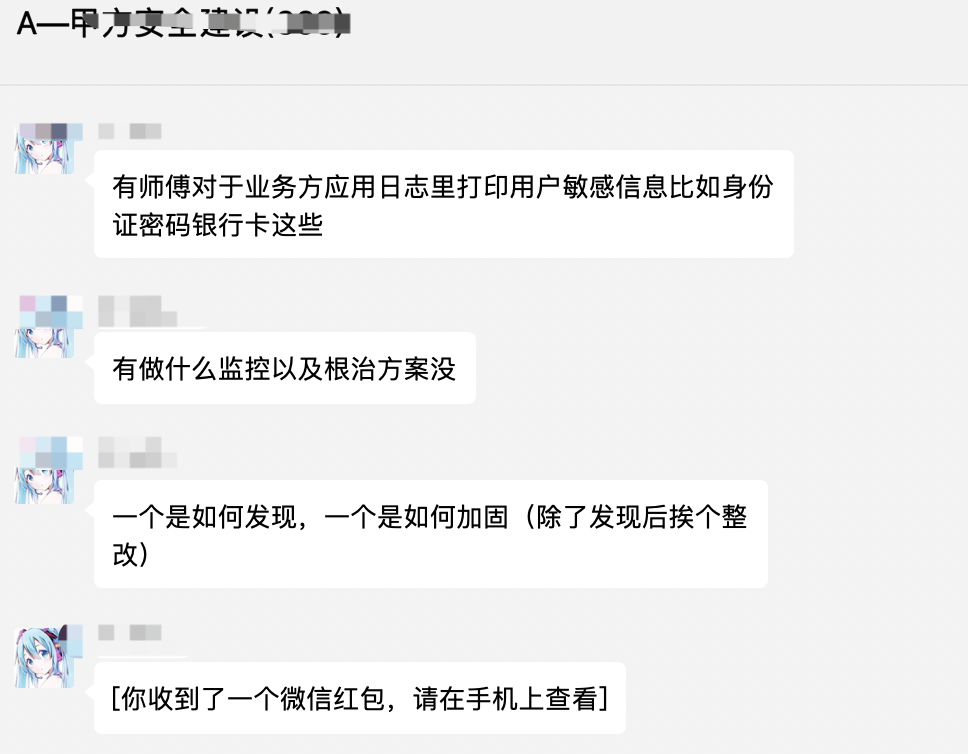 A—甲方安全建设(
有师傅对于业务方应用日志里打印用户敏感信息比如身份
证密码银行卡这些
有做什么监控以及根治方案没
一个是如何发现，一个是如何加固（除了发现后挨个整
改）
[你收到了一个微信红包，请在手机上查看]